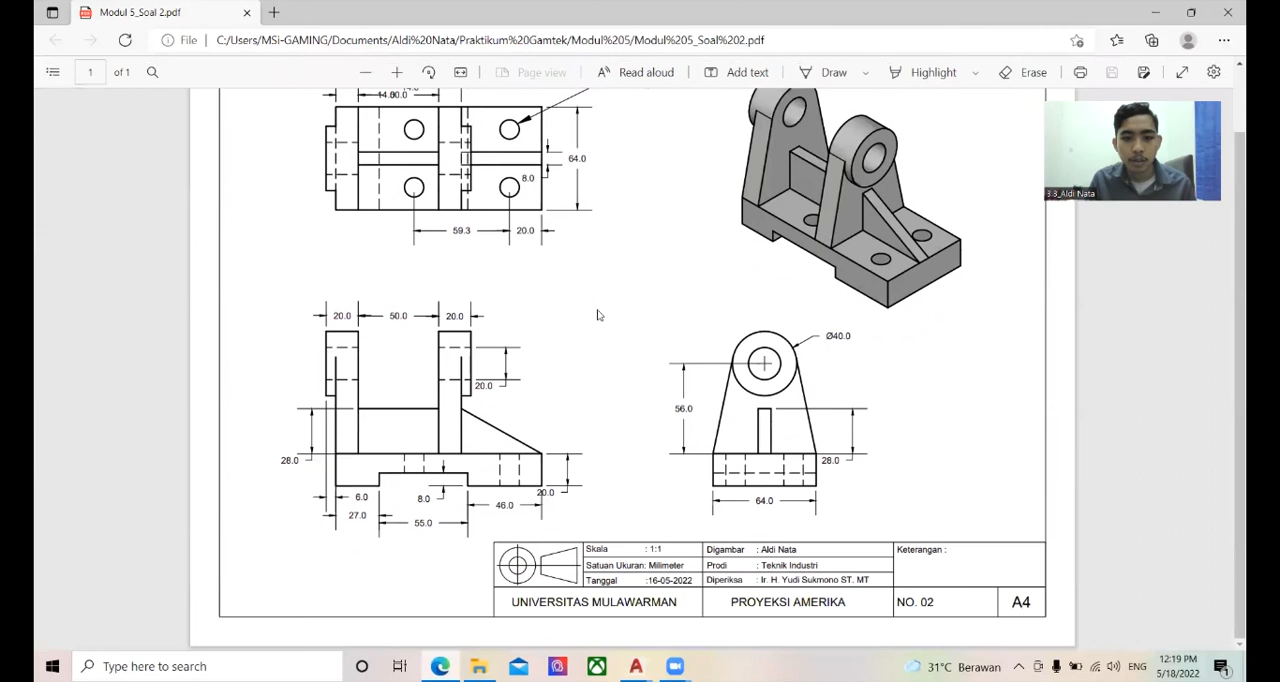 Modul 5_Soal 2.pdf
File C:/Users/MSi-GAMING/Documents/Aldi%20Nata/Praktikum%20Gamtek/Modul%205/Modul%205_Soal%202.pdf
1 of 1 Page view Read aloud Add text Draw Highlight Erase
64.0
8.0
59.3 20.0
3.3_Aldi Nata
20.0 50.0 20.0
20.0
28.0
6.0
8.0
20.0
27.0
46.0
55.0
Ø40.0
56.0
28.0
64.0
Skala : 1:1 Digambar : Aldi Nata Keterangan :
Satuan Ukuran: Milimeter Prodi : Teknik Industri
Tanggal :16-05-2022 Diperiksa : Ir. H. Yudi Sukmono ST. MT
UNIVERSITAS MULAWARMAN PROYEKSI AMERIKA NO. 02 A4
Type here to search 31°C Berawan ENG 12:19 PM
5/18/2022